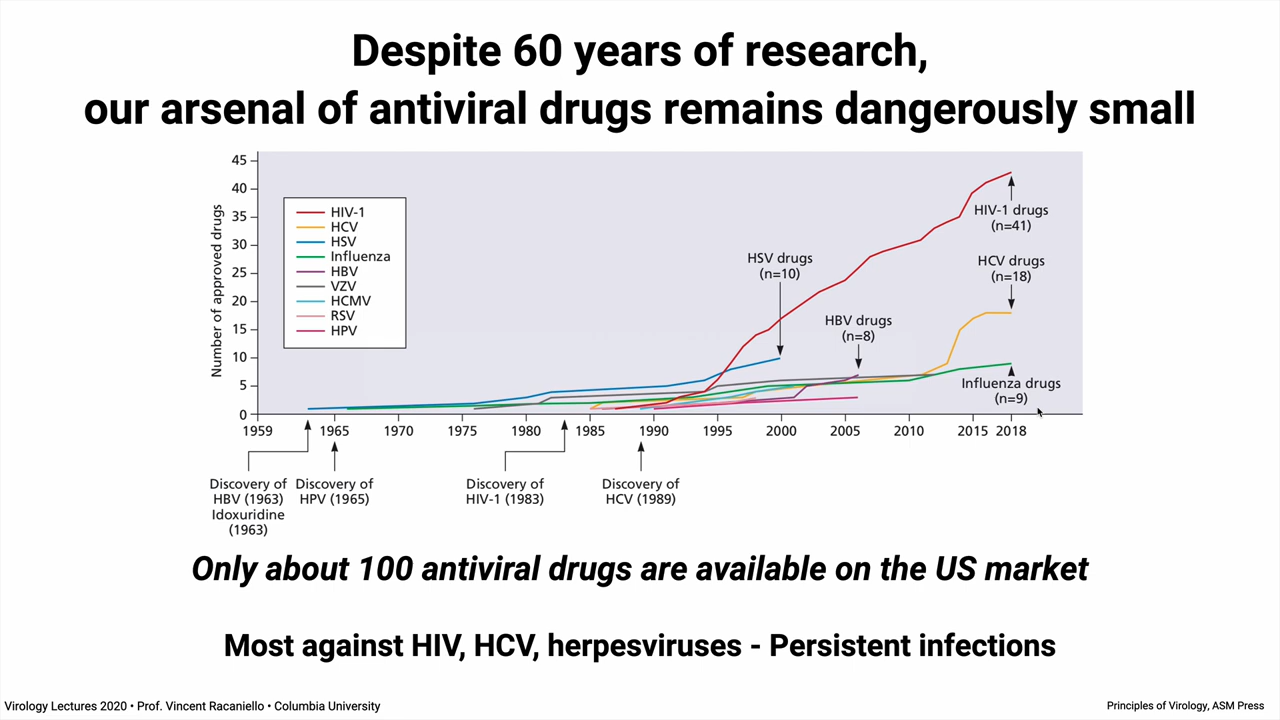 Despite 60 years of research,
our arsenal of antiviral drugs remains dangerously small
Number of approved drugs
45
40
35
30
25
20
15
10
5
0
HIV-1
HCV
HSV
Influenza
HBV
VZV
HCMV
RSV
HPV
HSV drugs
(n=10)
HBV drugs
(n=8)
HIV-1 drugs
(n=41)
HCV drugs
(n=18)
Influenza drugs
(n=9)
1959 1965 1970 1975 1980 1985 1990 1995 2000 2005 2010 2015 2018
Discovery of
HBV (1963)
Idoxuridine
(1963)
Discovery of
HPV (1965)
Discovery of
HIV-1 (1983)
Discovery of
HCV (1989)
Only about 100 antiviral drugs are available on the US market
Most against HIV, HCV, herpesviruses - Persistent infections
Virology Lectures 2020 • Prof. Vincent Racaniello • Columbia University
Principles of Virology, ASM Press